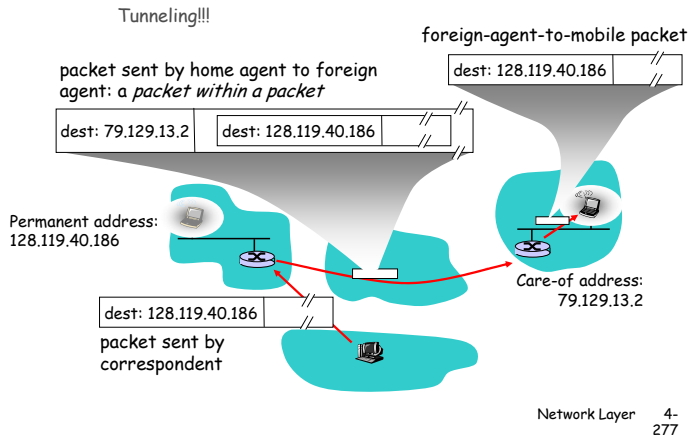 Tunneling!!!
foreign-agent-to-mobile packet
dest: 128.119.40.186
packet sent by home agent to foreign
agent: a packet within a packet
dest: 79.129.13.2
dest: 128.119.40.186
Permanent address:
128.119.40.186
Care-of address:
79.129.13.2
dest: 128.119.40.186
packet sent by
correspondent
Network Layer 4-
277